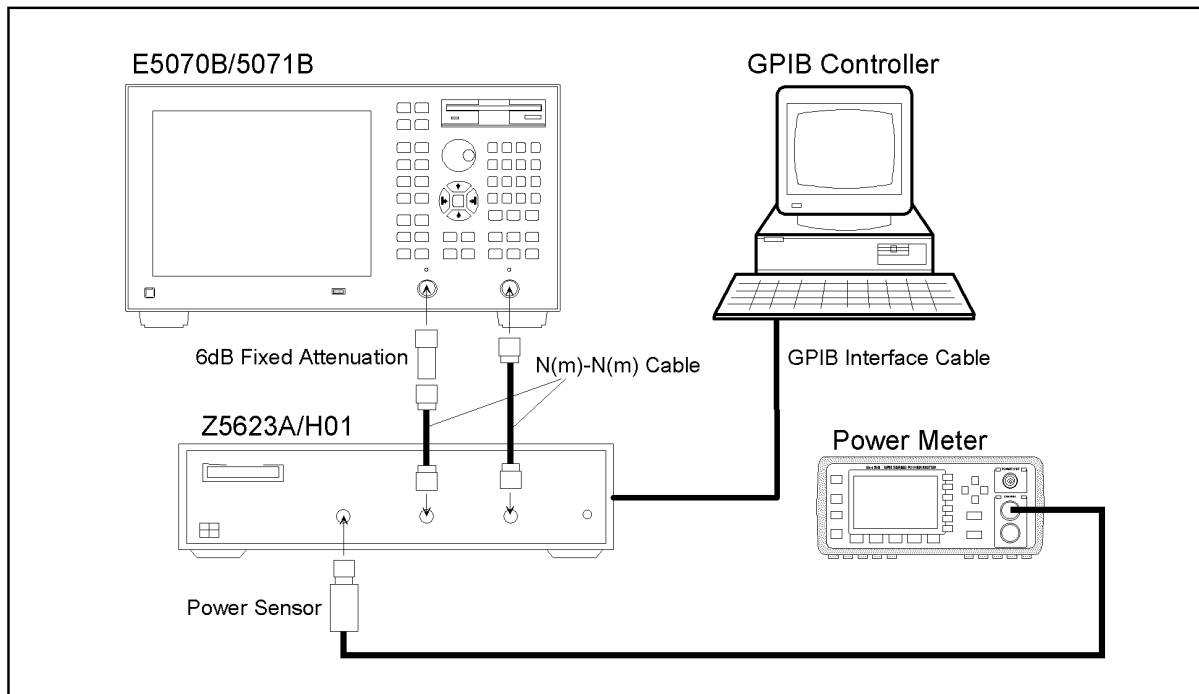 E5070B/5071B
GPIB Controller
6dB Fixed Attenuation
N(m)-N(m) Cable
GPIB Interface Cable
Z5623A/H01
Power Meter
Power Sensor